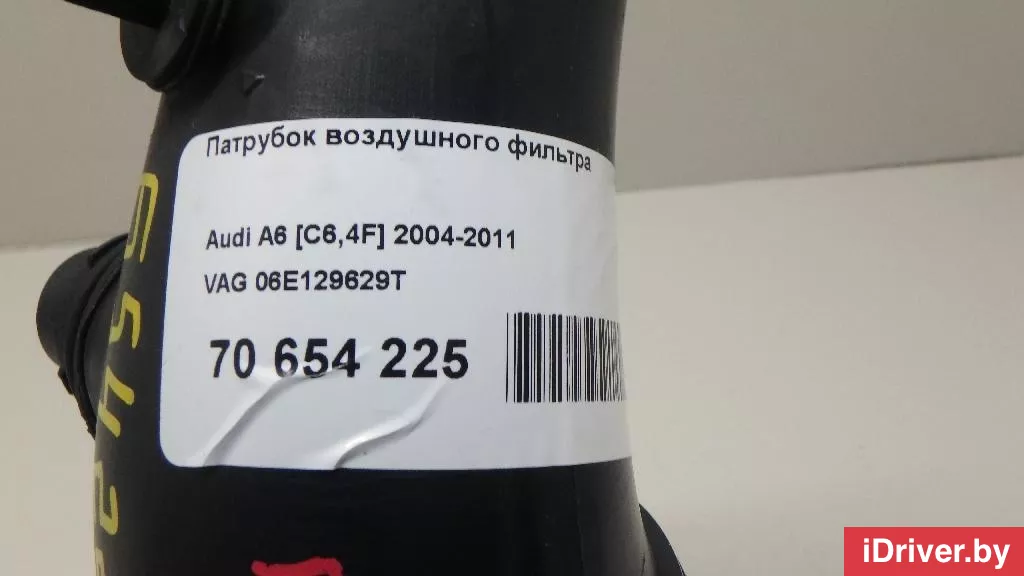 Патрубок воздушного фильтра
Audi A6 [C6,4F] 2004-2011
VAG 06E129629T
70 654 225
iDriver.by